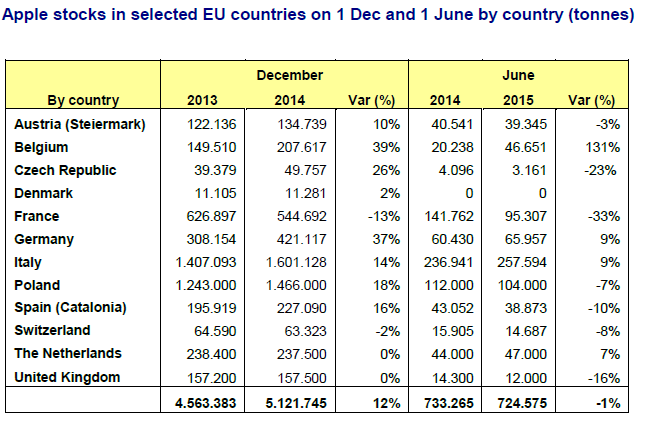 Apple stocks in selected EU countries on 1 Dec and 1 June by country (tonnes)
December June
By country 2013 2014 Var (%) 2014 2015 Var (%)
Austria (Steiermark) 122.136 134.739 10% 40.541 39.345 -3%
Belgium 149.510 207.617 39% 20.238 46.651 131%
Czech Republic 39.379 49.757 26% 4.096 3.161 -23%
Denmark 11.105 11.281 2% 0 0
France 626.897 544.692 -13% 141.762 95.307 -33%
Germany 308.154 421.117 37% 60.430 65.957 9%
Italy 1.407.093 1.601.128 14% 236.941 257.594 9%
Poland 1.243.000 1.466.000 18% 112.000 104.000 -7%
Spain (Catalonia) 195.919 227.090 16% 43.052 38.873 -10%
Switzerland 64.590 63.323 -2% 15.905 14.687 -8%
The Netherlands 238.400 237.500 0% 44.000 47.000 7%
United Kingdom 157.200 157.500 0% 14.300 12.000 -16%
4.563.383 5.121.745 12% 733.265 724.575 -1%